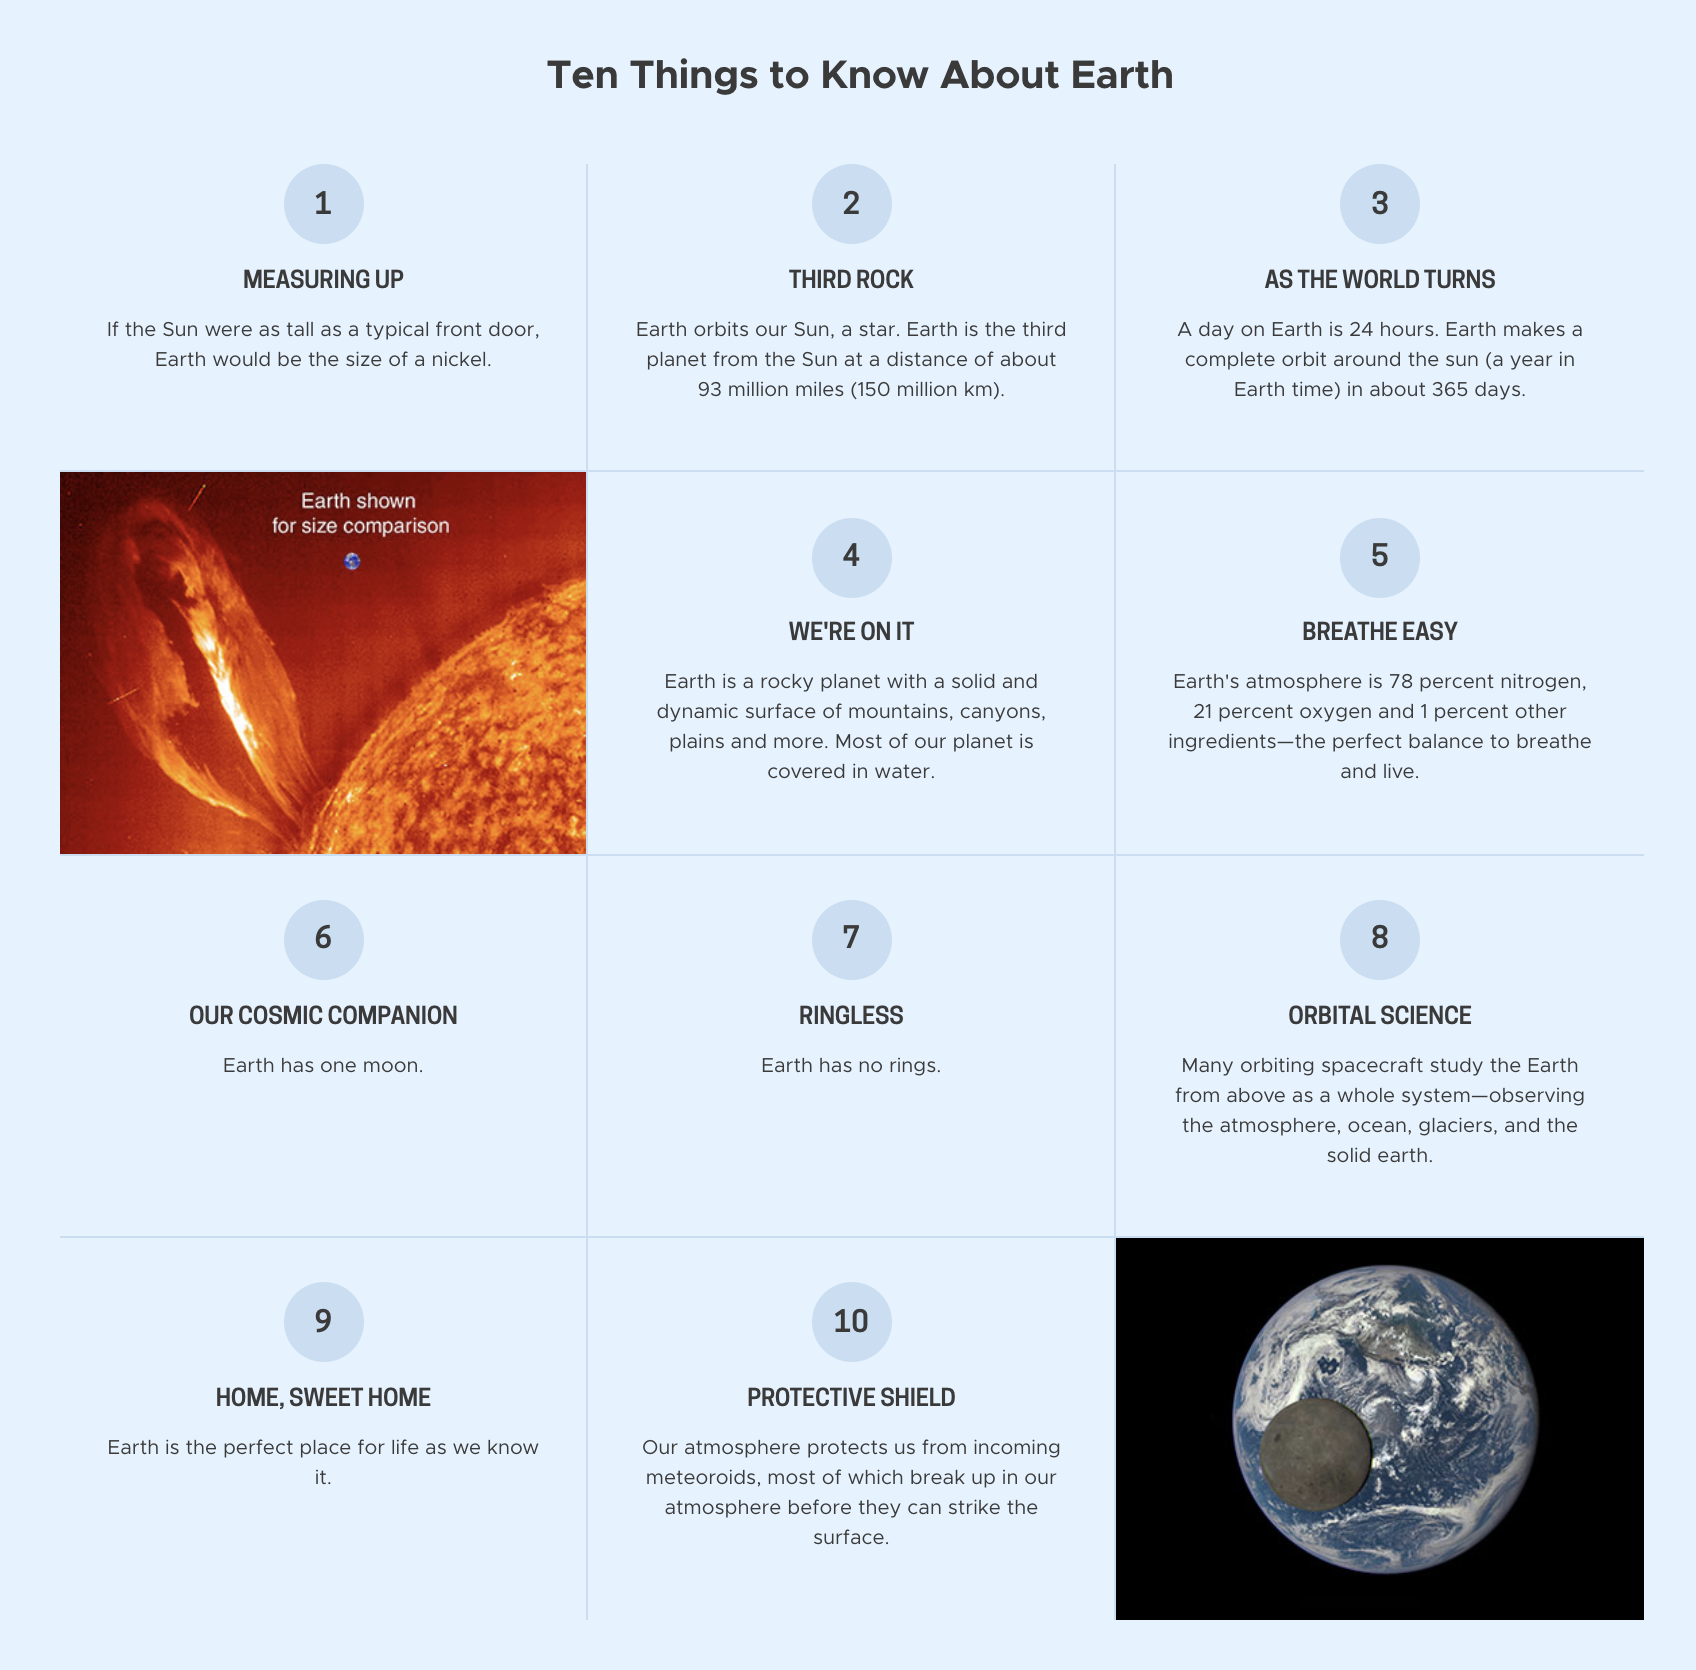 Ten Things to Know About Earth
1
MEASURING UP
If the Sun were as tall as a typical front door,
Earth would be the size of a nickel.
2
THIRD ROCK
Earth orbits our Sun, a star. Earth is the third
planet from the Sun at a distance of about
93 million miles (150 million km).
3
AS THE WORLD TURNS
A day on Earth is 24 hours. Earth makes a
complete orbit around the sun (a year in
Earth time) in about 365 days.
Earth shown
for size comparison
4
WE'RE ON IT
Earth is a rocky planet with a solid and
dynamic surface of mountains, canyons,
plains and more. Most of our planet is
covered in water.
5
BREATHE EASY
Earth's atmosphere is 78 percent nitrogen,
21 percent oxygen and 1 percent other
ingredients—the perfect balance to breathe
and live.
6
OUR COSMIC COMPANION
Earth has one moon.
7
RINGLESS
Earth has no rings.
8
ORBITAL SCIENCE
Many orbiting spacecraft study the Earth
from above as a whole system—observing
the atmosphere, ocean, glaciers, and the
solid earth.
9
HOME, SWEET HOME
Earth is the perfect place for life as we know
it.
10
PROTECTIVE SHIELD
Our atmosphere protects us from incoming
meteoroids, most of which break up in our
atmosphere before they can strike the
surface.